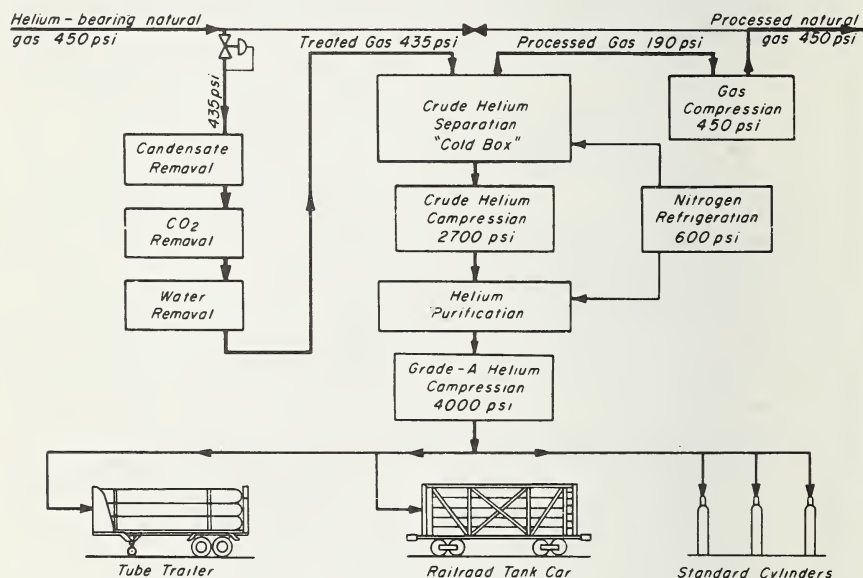 Helium-bearing natural
gas 450 psi
Processed natural
gas 450 psi
Treated Gas 435 psi
Processed Gas 190 psi
435 psi
Crude Helium
Separation
"Cold Box"
Gas
Compression
450 psi
Condensate
Removal
CO2
Removal
Water
Removal
Crude Helium
Compression
2700 psi
Nitrogen
Refrigeration
600 psi
Helium
Purification
Grade-A Helium
Compression
4000 psi
Tube Trailer
Railroad Tank Car
Standard Cylinders